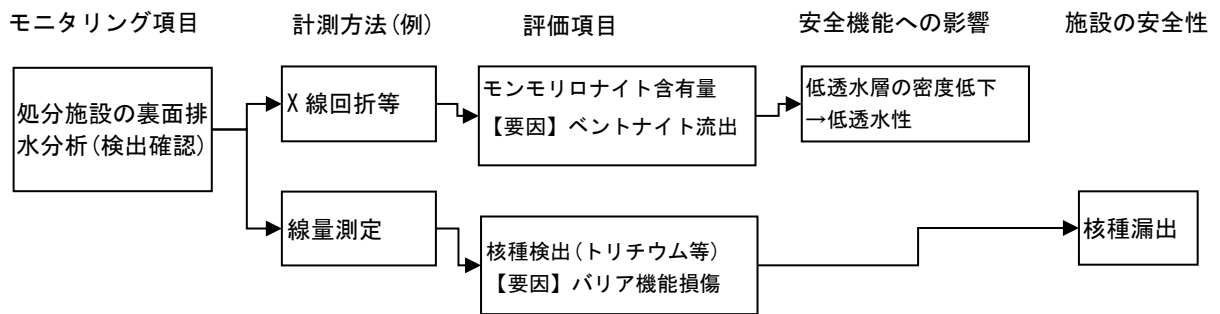 モニタリング項目
計測方法(例)
評価項目
安全機能への影響
施設の安全性
処分施設の裏面排
水分析(検出確認)
X線回折等
モンモリロナイト含有量
【要因】ベントナイト流出
低透水層の密度低下
→低透水性
線量測定
核種検出(トリチウム等)
【要因】バリア機能損傷
核種漏出